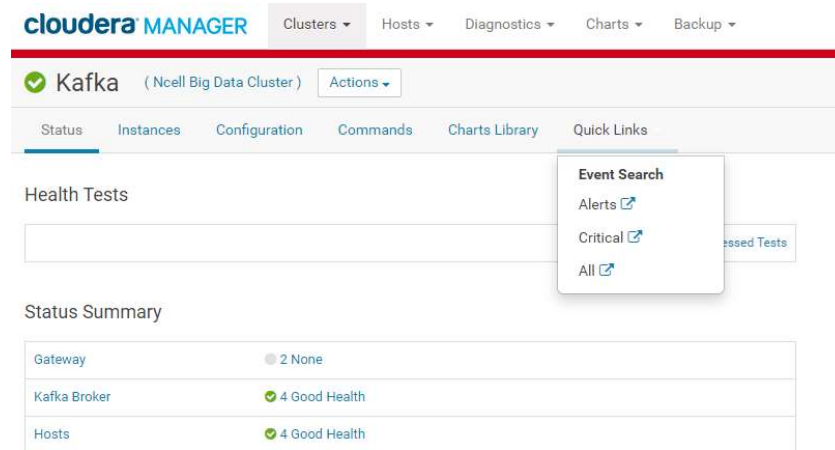 cloudera MANAGER Clusters Hosts Diagnostics Charts Backup
Kafka ( Ncell Big Data Cluster ) Actions
Status Instances Configuration Commands Charts Library Quick Links
Event Search
Health Tests
Alerts
Critical
Tests
All
Status Summary
Gateway 2 None
Kafka Broker 4 Good Health
Hosts 4 Good Health